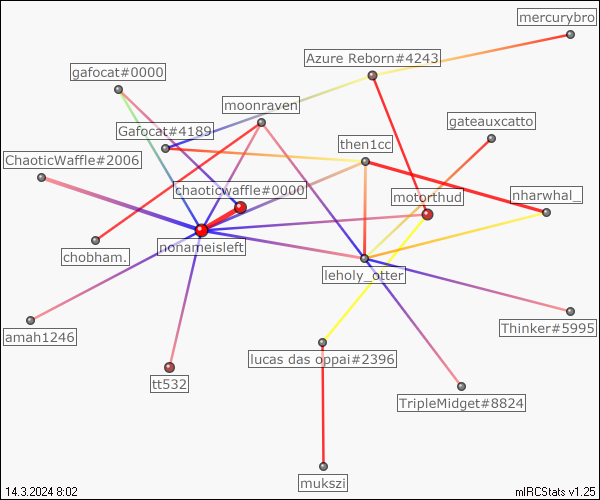 mercurybro
Azure Reborn#4243
gafocat#0000
moonraven
gateauxcatto
Gafocat#4189
then1cc
ChaoticWaffle#2006
chaoticwaffle#0000
motorthud
nharwhal_
nonameisleft
chobham.
leholy_otter
Thinker#5995
amah1246
lucas das oppai#2396
tt532
TripleMidget#8824
mukszi
14.3.2024 8:02
mIRCStats v1.25